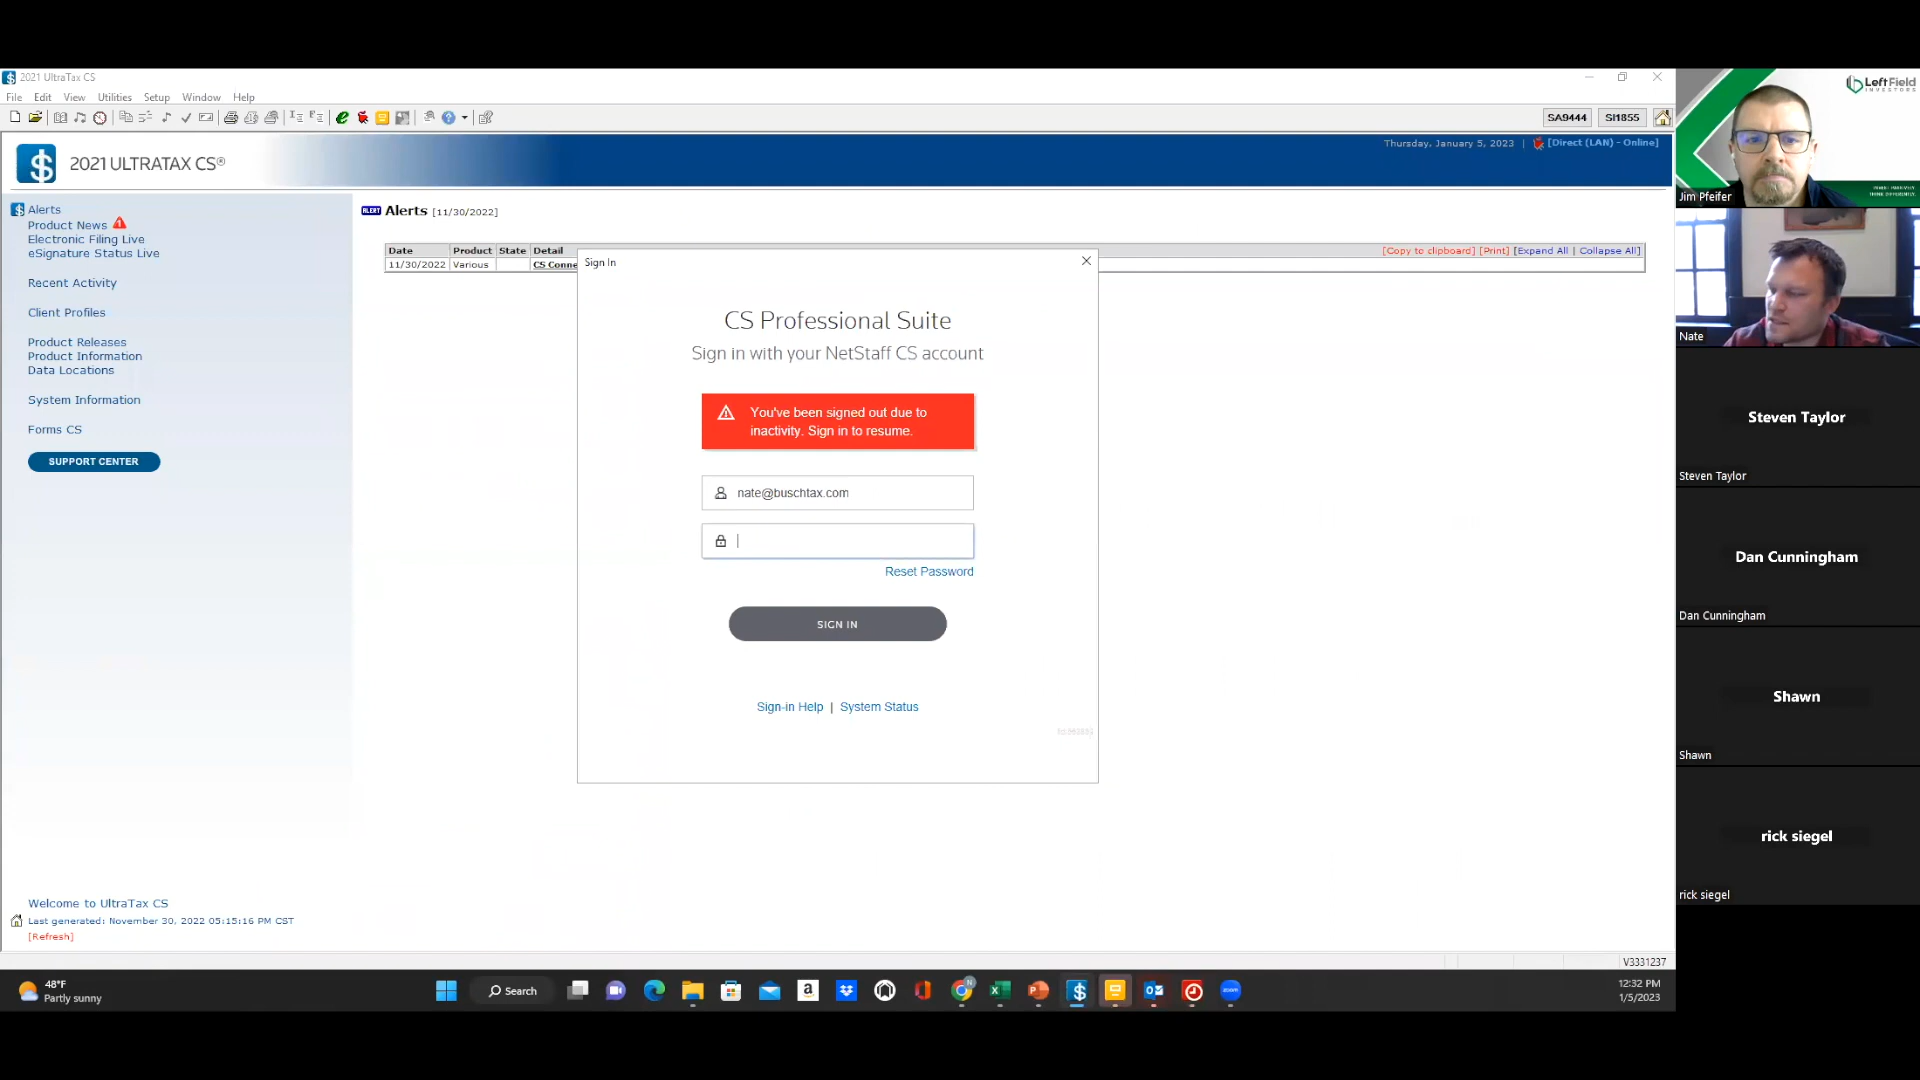 2021 UltraTax CS
File Edit View Utilities Setup Window Help
SA9444 SI1855
2021 ULTRATAX CS®
Thursday, January 5, 2023 | [Direct (LAN) - Online]
Alerts
Product News
Electronic Filing Live
eSignature Status Live
Recent Activity
Client Profiles
Product Releases
Product Information
Data Locations
System Information
Forms CS
SUPPORT CENTER
ALERT Alerts [11/30/2022]
Date Product State Detail [Copy to clipboard] [Print] [Expand All | Collapse All]
11/30/2022 Various CS Conne
Sign In
CS Professional Suite
Sign in with your NetStaff CS account
You've been signed out due to
inactivity. Sign in to resume.
nate@buschtax.com
Reset Password
SIGN IN
Sign-in Help | System Status
Welcome to UltraTax CS
Last generated: November 30, 2022 05:15:16 PM CST
[Refresh]
V3331237
48°F
Partly sunny
Search
12:32 PM
1/5/2023
LeftField
INVESTORS
Jim Pfeifer
Nate
Steven Taylor
Steven Taylor
Dan Cunningham
Dan Cunningham
Shawn
Shawn
rick siegel
rick siegel